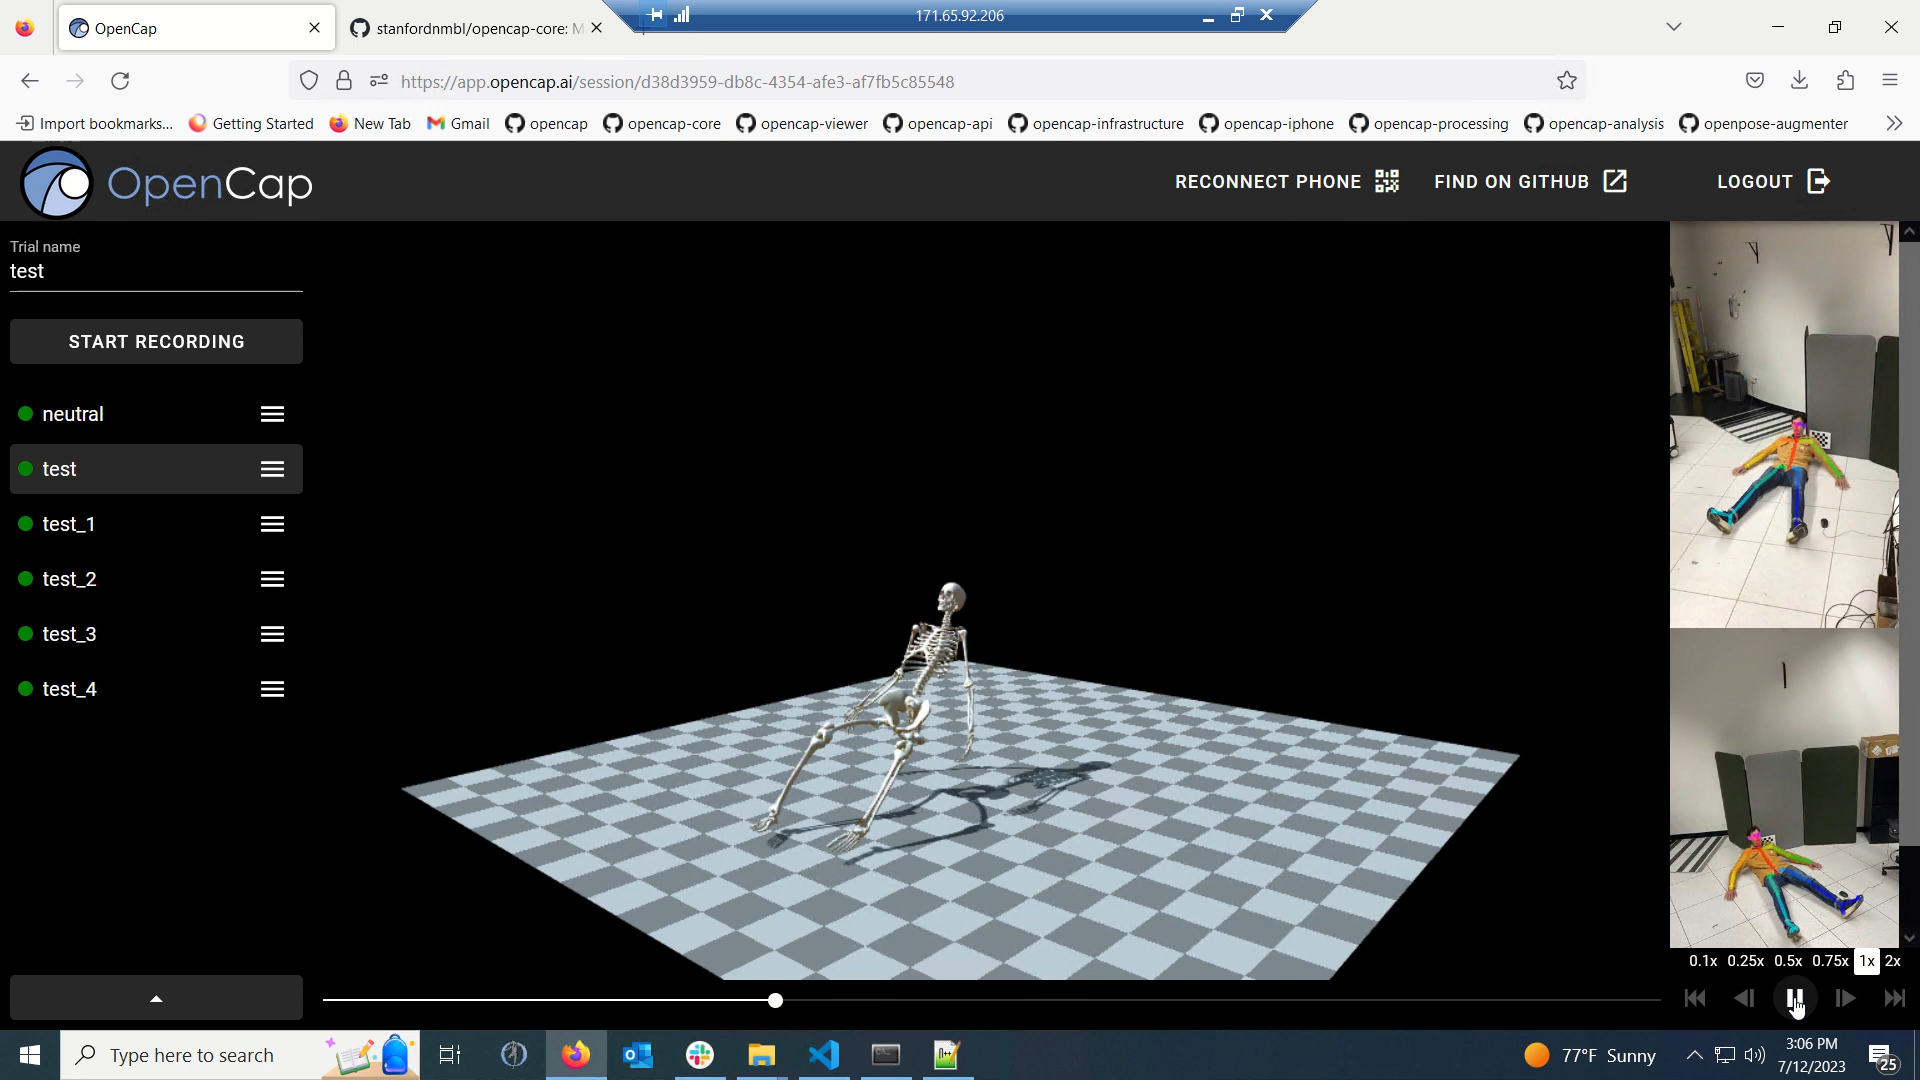 171.65.92.206
OpenCap
stanfordnmbl/opencap-core: M
https://app.opencap.ai/session/d38d3959-db8c-4354-afe3-af7fb5c85548
Import bookmarks... Getting Started New Tab Gmail opencap opencap-core opencap-viewer opencap-api opencap-infrastructure opencap-iphone opencap-processing opencap-analysis openpose-augmenter
OpenCap
RECONNECT PHONE FIND ON GITHUB LOGOUT
Trial name
test
START RECORDING
neutral
test
test_1
test_2
test_3
test_4
0.1x 0.25x 0.5x 0.75x 1x 2x
Type here to search
77°F Sunny
3:06 PM
7/12/2023
25